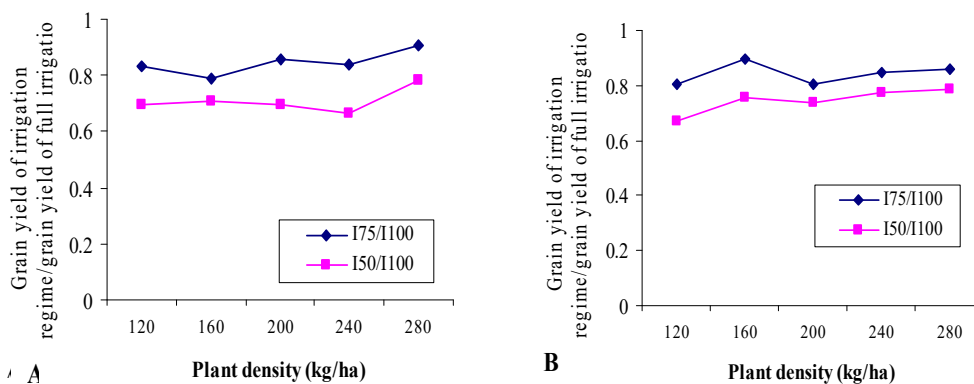 Grain yield of irrigation
regime/grain yield of full irrigatio
1
0.8
0.6
0.4
0.2
0
I75/I100
I50/I100
120 160 200 240 280
Plant density (kg/ha)
A
Grain yield of irrigation
regime/grain yield of full irrigatio
1
0.8
0.6
0.4
0.2
0
I75/I100
I50/I100
120 160 200 240 280
Plant density (kg/ha)
B